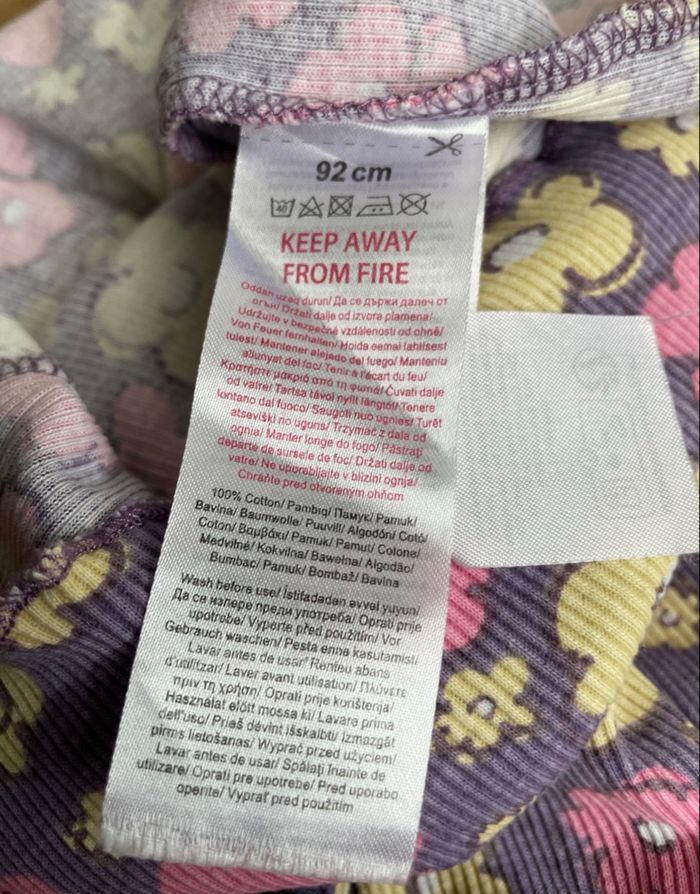 92 cm
40
KEEP AWAY
FROM FIRE
Oddan uzaq durun/ Да се държи далеч от
огън/ Držati dalje od izvora plamena/
Udržujte v bezpečné vzdálenosti od ohně/
Von Feuer fernhalten/ Hoida eemal lahtisest
tulest/ Mantener alejado del fuego/ Manteniu
allunyat del foc/ Tenir à l'écart du feu/
Κρατήστε μακριά από τη φωτιά/ Čuvati dalje
od vatre/ Tartsa távol nyílt lángtól/ Tenere
lontano dal fuoco/ Saugoti nuo ugnies/ Turēt
atsevišķi no uguns/ Trzymać z dala od
ognia/ Manter longe do fogo/ Păstrați
departe de sursele de foc/ Držati dalje od
vatre/ Ne uporabljajte v bližini ognja/
Chráňte pred otvoreným ohňom
100% Cotton/ Pambıq/ Памук/ Pamuk/
Bavlna/ Baumwolle/ Puuvill/ Algodón/ Cotó/
Coton/ Βαμβάκι/ Pamuk/ Pamut/ Cotone/
Medvilnė/ Kokvilna/ Bawełna/ Algodão/
Bumbac/ Pamuk/ Bombaž/ Bavlna
Wash before use/ İstifadədən əvvəl yuyun/
Да се изпере преди употреба/ Oprati prije
upotrebe/ Vyperte před použitím/ Vor
Gebrauch waschen/ Pesta enne kasutamist/
Lavar antes de usar/ Renteu abans
d'utilitzar/ Laver avant utilisation/ Πλύνετε
πριν τη χρήση/ Oprati prije korištenja/
Használat előtt mossa ki/ Lavare prima
dell'uso/ Prieš dėvint išskalbti/ Izmazgāt
pirms lietošanas/ Wyprać przed użyciem/
Lavar antes de usar/ Spălați înainte de
utilizare/ Oprati pre upotrebe/ Pred uporabo
operite/ Vyprať pred použitím